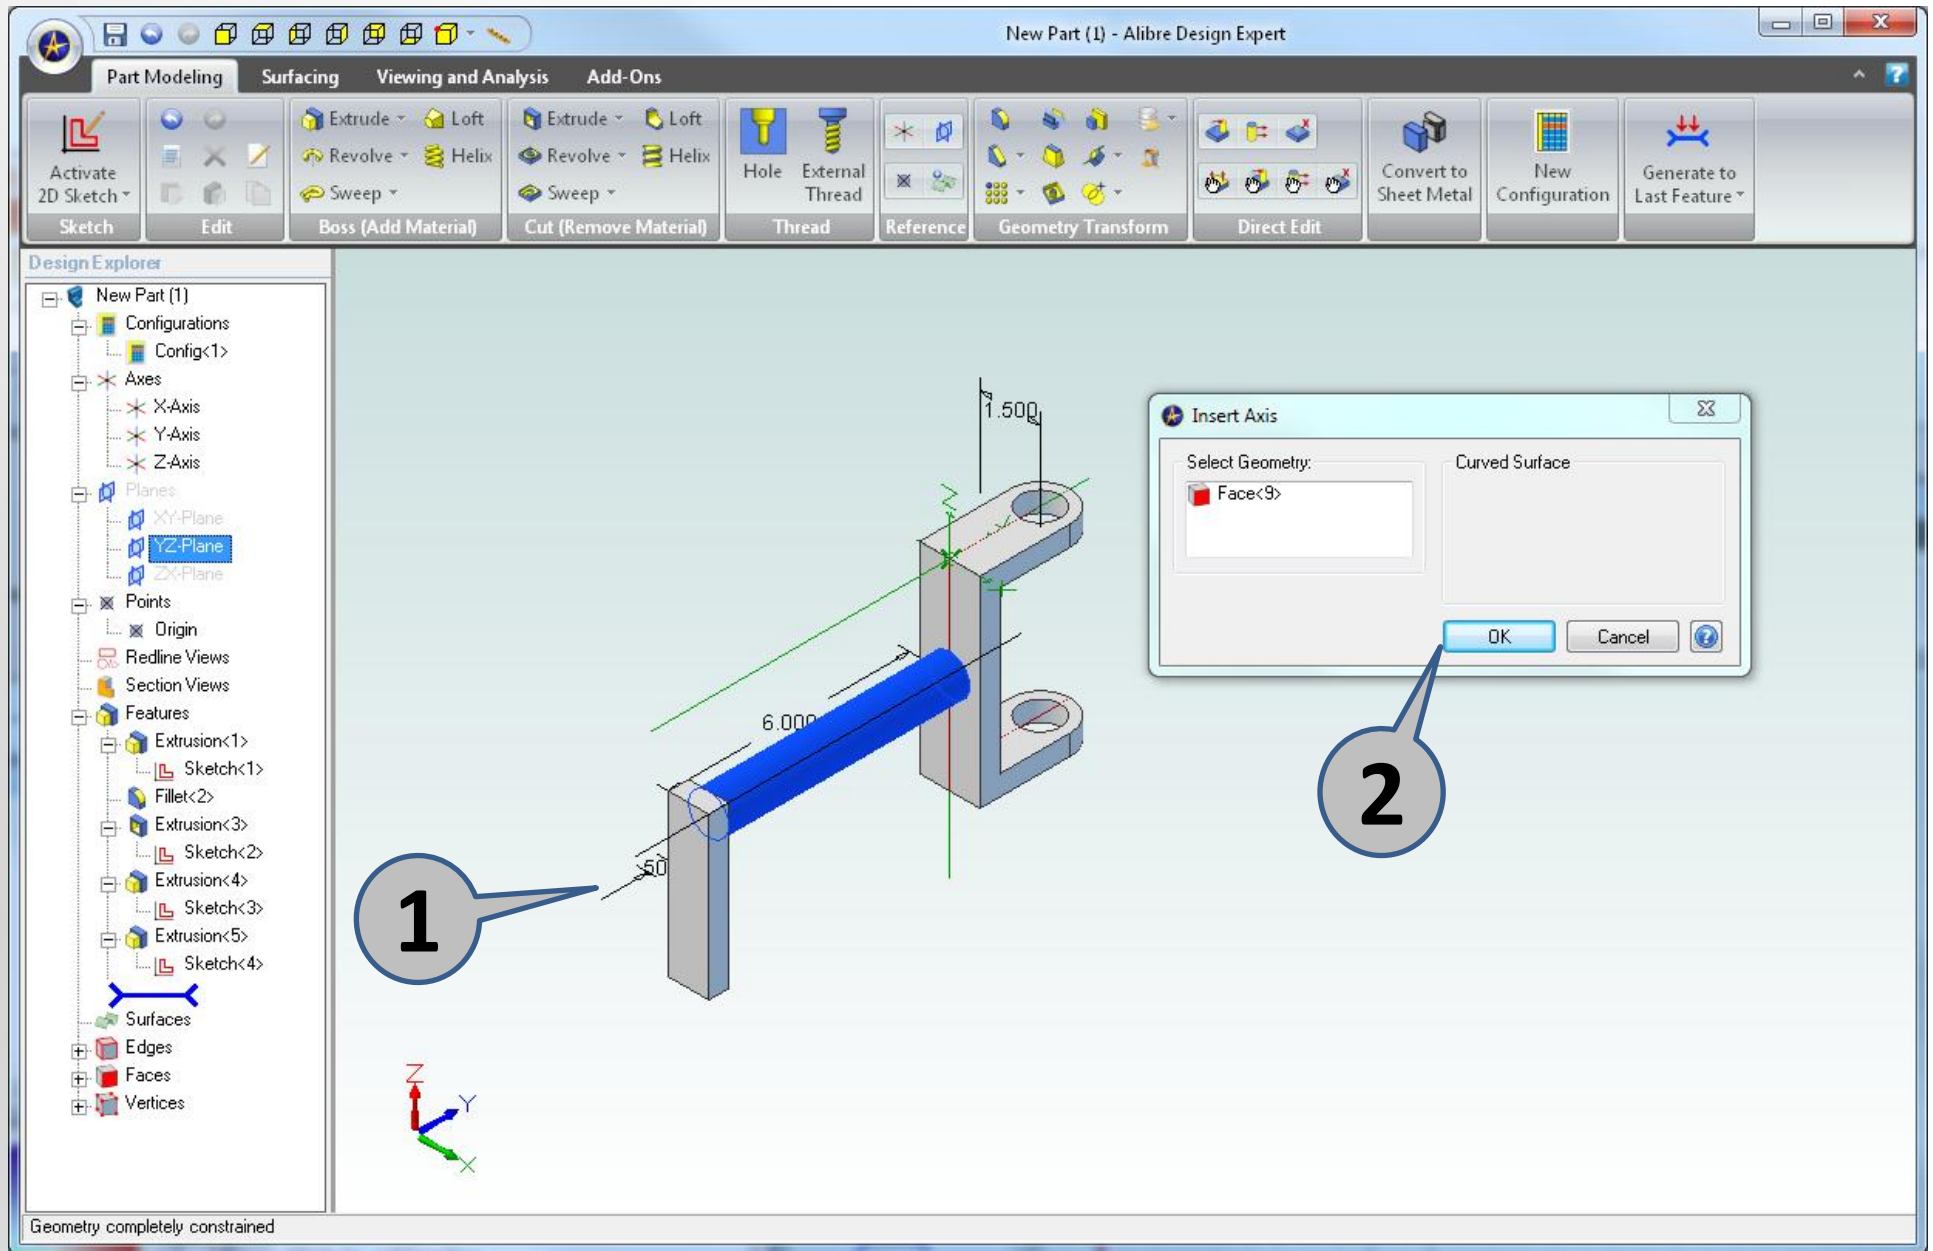 New Part (1) - Alibre Design Expert
Part Modeling Surfacing Viewing and Analysis Add-Ons
Activate
2D Sketch
Sketch
Edit
Extrude Loft
Revolve Helix
Sweep
Boss (Add Material)
Extrude Loft
Revolve Helix
Sweep
Cut (Remove Material)
Hole
External
Thread
Thread
Reference
Geometry Transform
Direct Edit
Convert to
Sheet Metal
New
Configuration
Generate to
Last Feature
Design Explorer
New Part (1)
Configurations
Config<1>
Axes
X-Axis
Y-Axis
Z-Axis
Planes
XY-Plane
YZ-Plane
ZX-Plane
Points
Origin
Redline Views
Section Views
Features
Extrusion<1>
Sketch<1>
Fillet<2>
Extrusion<3>
Sketch<2>
Extrusion<4>
Sketch<3>
Extrusion<5>
Sketch<4>
Surfaces
Edges
Faces
Vertices
1.500
Z
6.000
50
1
Z
Y
X
Insert Axis
Select Geometry:
Face<9>
Curved Surface
OK Cancel
2
Geometry completely constrained